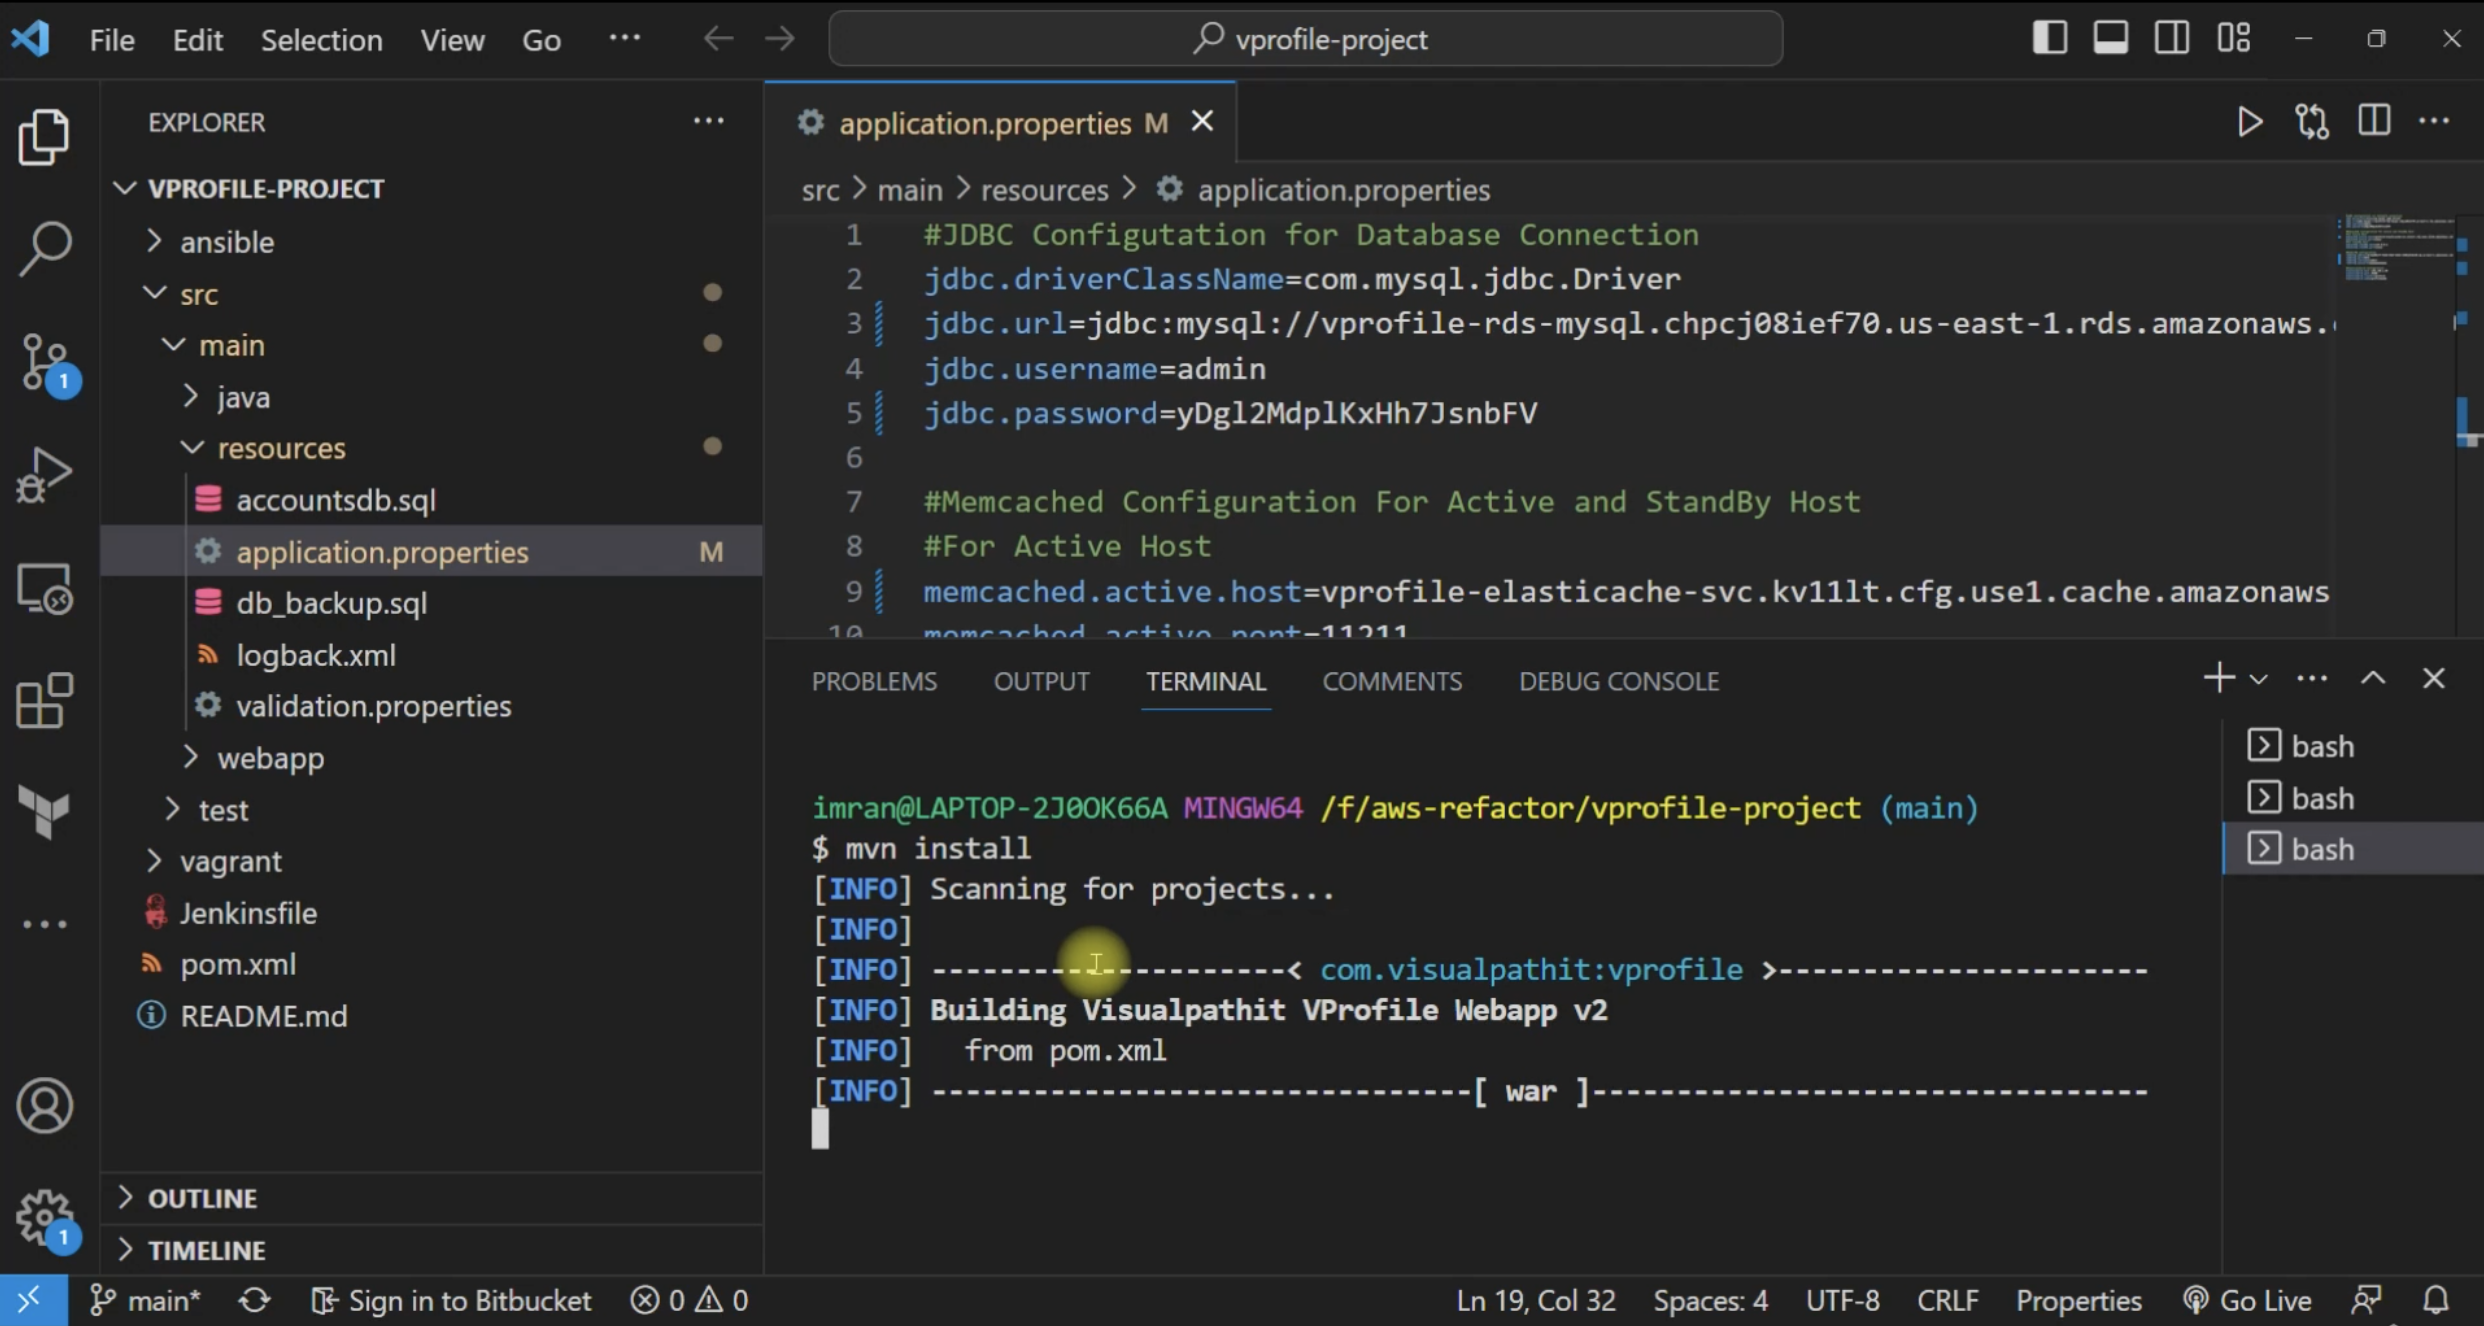 File Edit Selection View Go ··· vprofile-project
EXPLORER
VPROFILE-PROJECT
ansible
src
main
java
resources
accountsdb.sql
application.properties M
db_backup.sql
logback.xml
validation.properties
webapp
test
vagrant
Jenkinsfile
pom.xml
README.md
OUTLINE
TIMELINE
1
1
application.properties M
src > main > resources > application.properties
1 #JDBC Configutation for Database Connection
2 jdbc.driverClassName=com.mysql.jdbc.Driver
3 jdbc.url=jdbc:mysql://vprofile-rds-mysql.chpcj08ief70.us-east-1.rds.amazonaws.
4 jdbc.username=admin
5 jdbc.password=yDgl2MdplKxHh7JsnbFV
6
7 #Memcached Configuration For Active and StandBy Host
8 #For Active Host
9 memcached.active.host=vprofile-elasticache-svc.kv11lt.cfg.use1.cache.amazonaws
10 memcached.active.port=11211
PROBLEMS OUTPUT TERMINAL COMMENTS DEBUG CONSOLE
imran@LAPTOP-2J0OK66A MINGW64 /f/aws-refactor/vprofile-project (main)
$ mvn install
[INFO] Scanning for projects...
[INFO]
[INFO] ---------------------< com.visualpathit:vprofile >----------------------
[INFO] Building Visualpathit VProfile Webapp v2
[INFO]   from pom.xml
[INFO] --------------------------------[ war ]---------------------------------
bash
bash
bash
main* Sign in to Bitbucket 0 0 Ln 19, Col 32 Spaces: 4 UTF-8 CRLF Properties Go Live